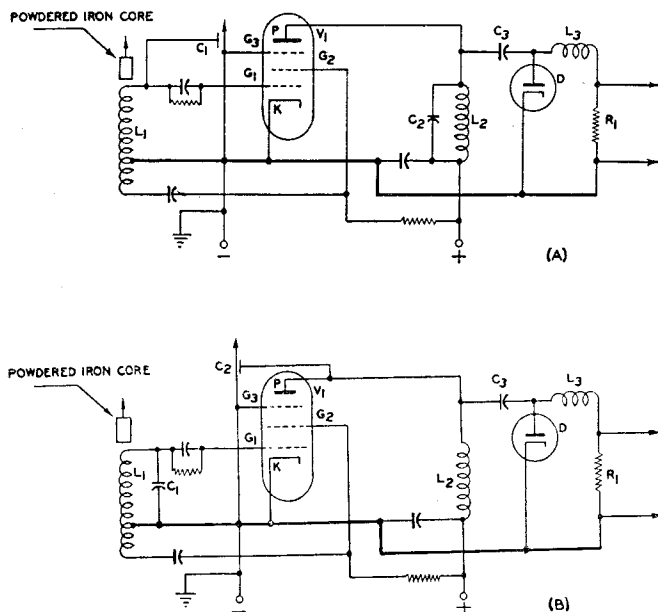 POWDERED IRON CORE
C1
G3
P
V1
G2
G1
K
L1
C2
L2
C3
L3
D
R1
−
+
(A)
POWDERED IRON CORE
C2
P
V1
G3
G2
G1
K
L1
C1
L2
C3
L3
D
R1
−
+
(B)